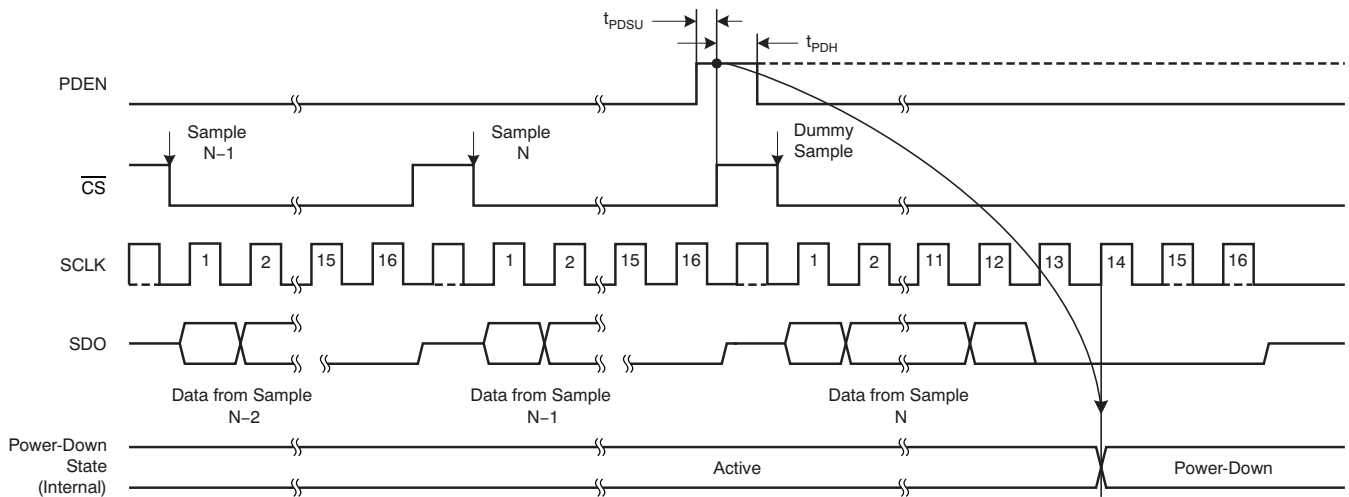 tPDSU
tPDH
PDEN
Sample
N−1
Sample
N
Dummy
Sample
CS
SCLK
1 2 15 16 1 2 15 16 1 2 11 12 13 14 15 16
SDO
Data from Sample
N−2
Data from Sample
N−1
Data from Sample
N
Power-Down
State
(Internal)
Active
Power-Down